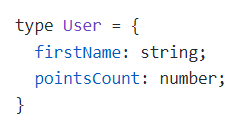 type User = {
  firstName: string;
  pointsCount: number;
}